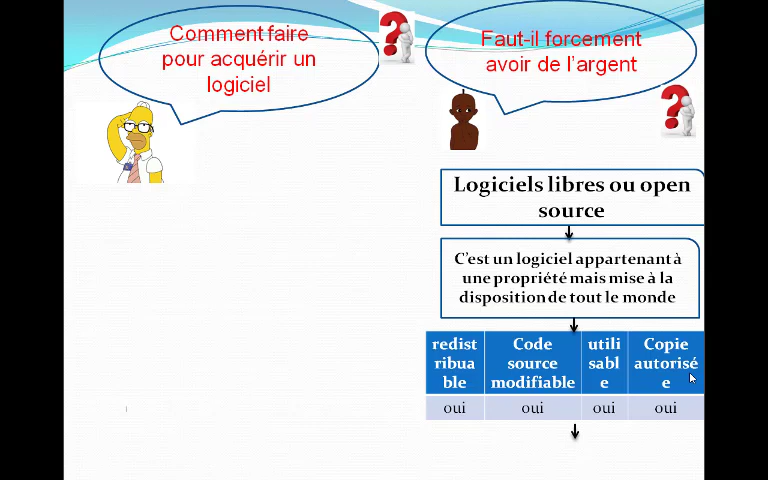 Comment faire
pour acquérir un
logiciel
Faut-il forcement
avoir de l'argent
Logiciels libres ou open
source
C'est un logiciel appartenant à
une propriété mais mise à la
disposition de tout le monde
redist
ribua
ble
Code
source
modifiable
utili
sabl
e
Copie
autorisé
e
oui
oui
oui
oui